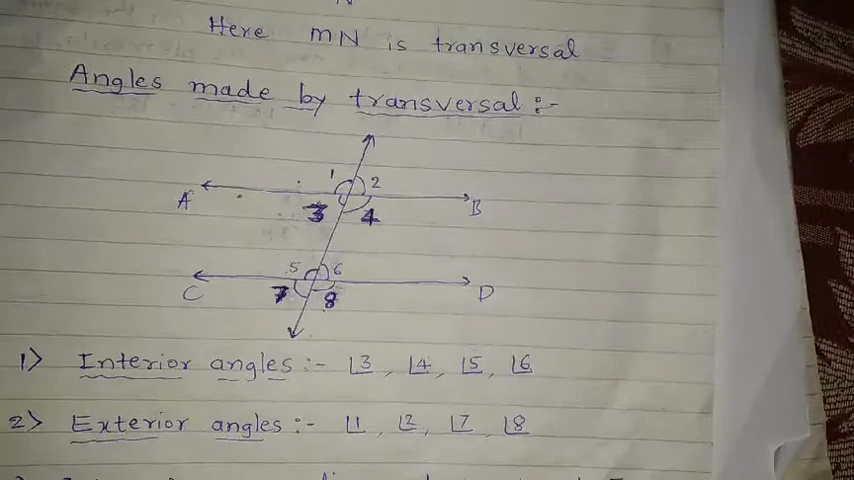 N
Here mN is transversal
Angles made by transversal :-
1 2
A B
3 4
5 6
C D
7 8
1) Interior angles :- ∠3, ∠4, ∠5, ∠6
2) Exterior angles :- ∠1, ∠2, ∠7, ∠8